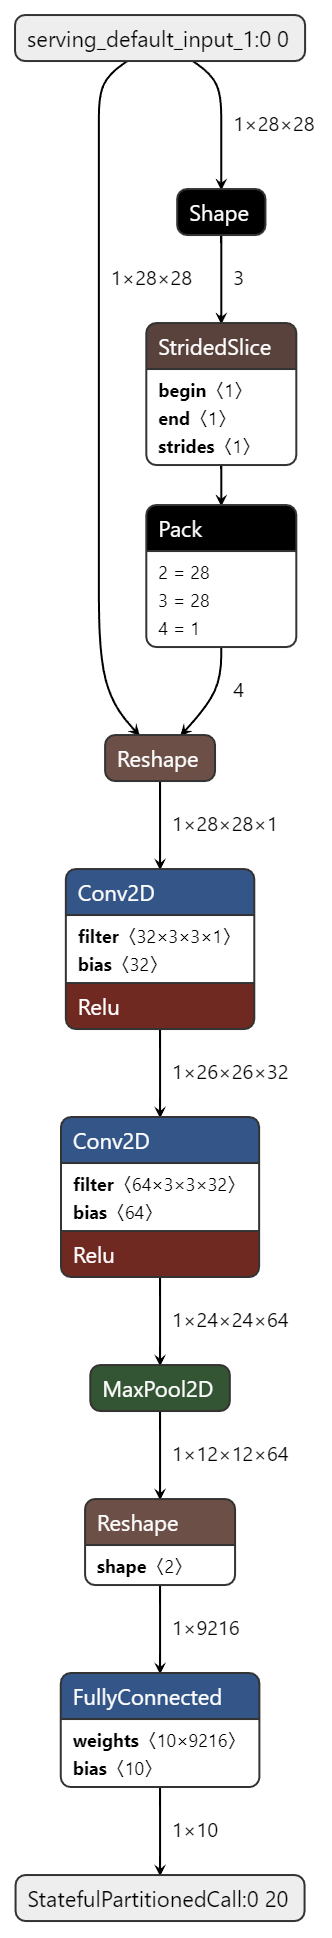 serving_default_input_1:0 0
1×28×28
Shape
1×28×28
3
StridedSlice
begin〈1〉
end〈1〉
strides〈1〉
Pack
2 = 28
3 = 28
4 = 1
4
Reshape
1×28×28×1
Conv2D
filter〈32×3×3×1〉
bias〈32〉
Relu
1×26×26×32
Conv2D
filter〈64×3×3×32〉
bias〈64〉
Relu
1×24×24×64
MaxPool2D
1×12×12×64
Reshape
shape〈2〉
1×9216
FullyConnected
weights〈10×9216〉
bias〈10〉
1×10
StatefulPartitionedCall:0 20